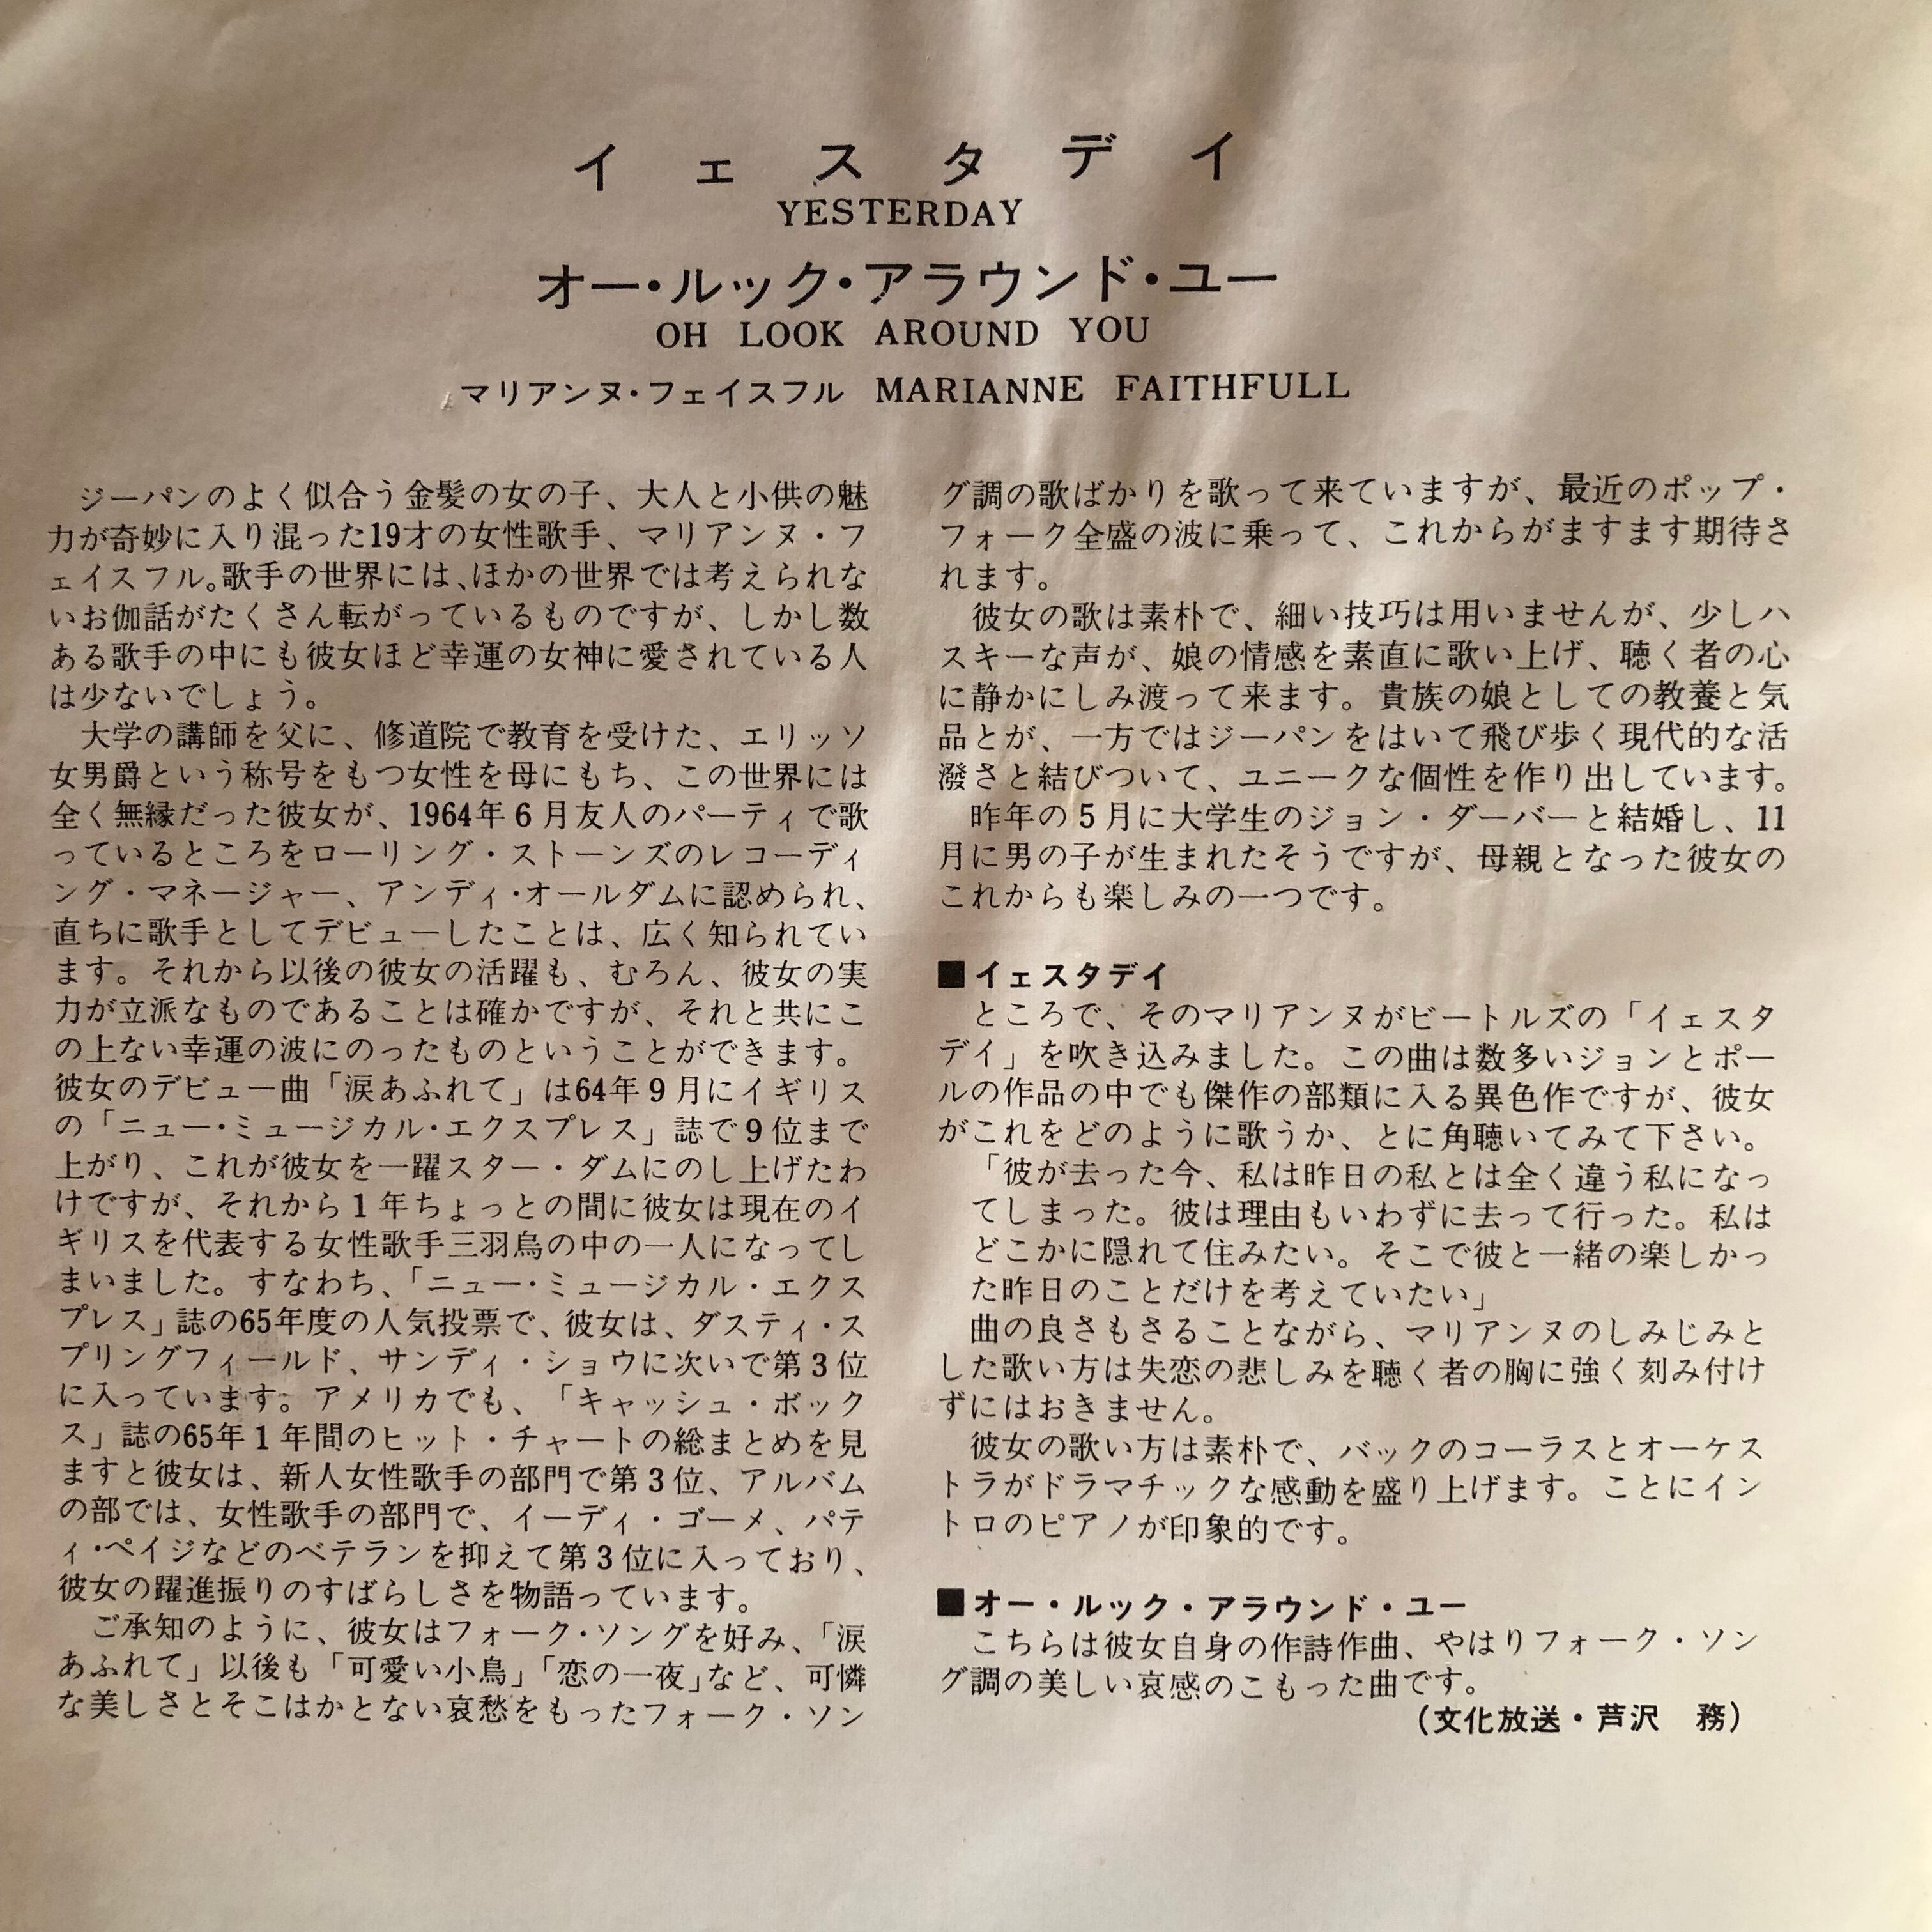 イェスタデイ
YESTERDAY
オー・ルック・アラウンド・ユー
OH LOOK AROUND YOU
マリアンヌ・フェイスフル MARIANNE FAITHFULL
ジーパンのよく似合う金髪の女の子、大人と小供の魅
力が奇妙に入り混った19才の女性歌手、マリアンヌ・フ
ェイスフル。歌手の世界には、ほかの世界では考えられな
いお伽話がたくさん転がっているものですが、しかし数
ある歌手の中にも彼女ほど幸運の女神に愛されている人
は少ないでしょう。
大学の講師を父に、修道院で教育を受けた、エリッソ
女男爵という称号をもつ女性を母にもち、この世界には
全く無縁だった彼女が、1964年6月友人のパーティで歌
っているところをローリング・ストーンズのレコーディ
ング・マネージャー、アンディ・オールダムに認められ、
直ちに歌手としてデビューしたことは、広く知られてい
ます。それから以後の彼女の活躍も、むろん、彼女の実
力が立派なものであることは確かですが、それと共にこ
の上ない幸運の波にのったものということができます。
彼女のデビュー曲「涙あふれて」は64年9月にイギリス
の「ニュー・ミュージカル・エクスプレス」誌で9位まで
上がり、これが彼女を一躍スター・ダムにのし上げたわ
けですが、それから1年ちょっとの間に彼女は現在のイ
ギリスを代表する女性歌手三羽烏の中の一人になってし
まいました。すなわち、「ニュー・ミュージカル・エクス
プレス」誌の65年度の人気投票で、彼女は、ダスティ・ス
プリングフィールド、サンディ・ショウに次いで第3位
に入っています。アメリカでも、「キャッシュ・ボック
ス」誌の65年1年間のヒット・チャートの総まとめを見
ますと彼女は、新人女性歌手の部門で第3位、アルバム
の部では、女性歌手の部門で、イーディ・ゴーメ、パテ
ィ・ペイジなどのベテランを抑えて第3位に入っており、
彼女の躍進振りのすばらしさを物語っています。
ご承知のように、彼女はフォーク・ソングを好み、「涙
あふれて」以後も「可愛い小鳥」「恋の一夜」など、可憐
な美しさとそこはかとない哀愁をもったフォーク・ソン
グ調の歌ばかりを歌って来ていますが、最近のポップ・
フォーク全盛の波に乗って、これからがますます期待さ
れます。
彼女の歌は素朴で、細い技巧は用いませんが、少しハ
スキーな声が、娘の情感を素直に歌い上げ、聴く者の心
に静かにしみ渡って来ます。貴族の娘としての教養と気
品とが、一方ではジーパンをはいて飛び歩く現代的な活
潑さと結びついて、ユニークな個性を作り出しています。
昨年の5月に大学生のジョン・ダーバーと結婚し、11
月に男の子が生まれたそうですが、母親となった彼女の
これからも楽しみの一つです。
■イェスタデイ
ところで、そのマリアンヌがビートルズの「イェスタ
デイ」を吹き込みました。この曲は数多いジョンとポー
ルの作品の中でも傑作の部類に入る異色作ですが、彼女
がこれをどのように歌うか、とに角聴いてみて下さい。
「彼が去った今、私は昨日の私とは全く違う私になっ
てしまった。彼は理由もいわずに去って行った。私は
どこかに隠れて住みたい。そこで彼と一緒の楽しかっ
た昨日のことだけを考えていたい」
曲の良さもさることながら、マリアンヌのしみじみと
した歌い方は失恋の悲しみを聴く者の胸に強く刻み付け
ずにはおきません。
彼女の歌い方は素朴で、バックのコーラスとオーケス
トラがドラマチックな感動を盛り上げます。ことにイン
トロのピアノが印象的です。
■オー・ルック・アラウンド・ユー
こちらは彼女自身の作詩作曲、やはりフォーク・ソン
グ調の美しい哀感のこもった曲です。
(文化放送・芦沢 務)